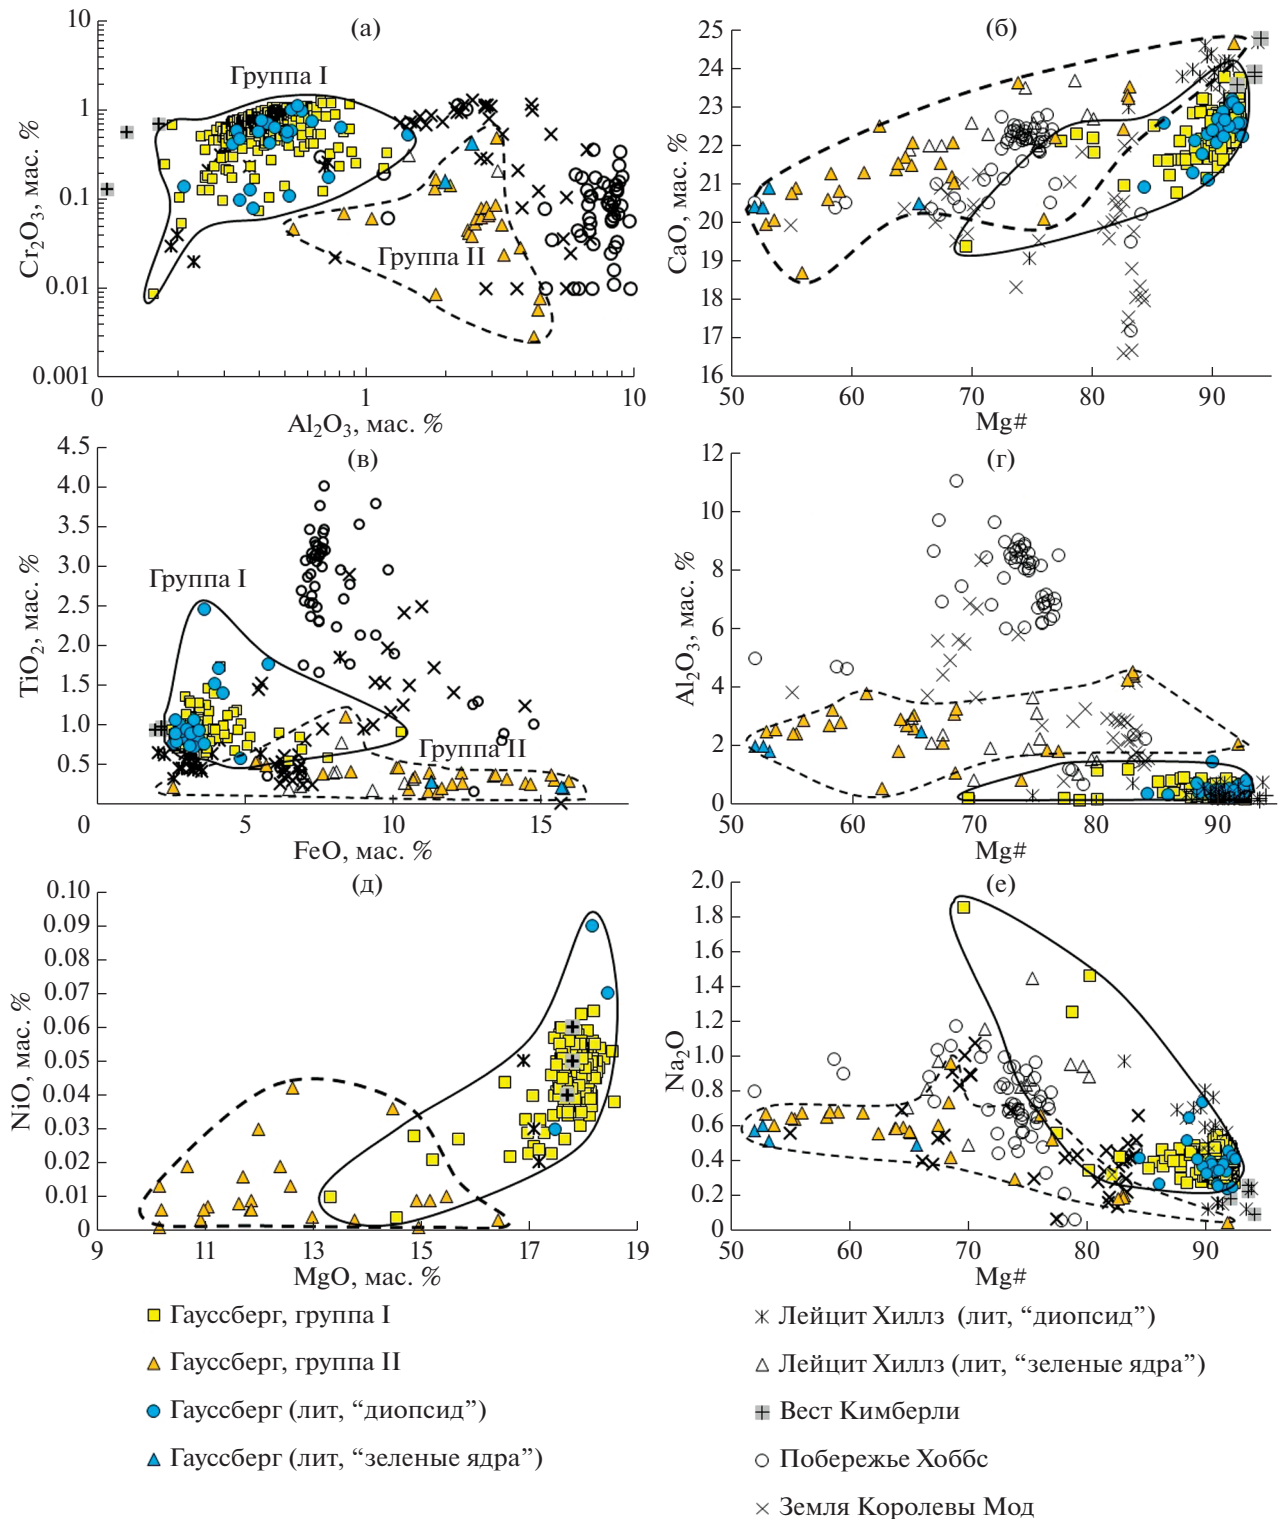 (а)
10
1
0.1
0.01
0.001
Cr₂O₃, мас. %
Группа I
Группа II
0
1
10
Al₂O₃, мас. %
(б)
25
24
23
22
21
20
19
18
17
16
CaO, мас. %
50
60
70
80
90
Mg#
(в)
4.5
4.0
3.5
3.0
2.5
2.0
1.5
1.0
0.5
TiO₂, мас. %
Группа I
Группа II
0
5
10
15
FeO, мас. %
(г)
12
10
8
6
4
2
0
Al₂O₃, мас. %
50
60
70
80
90
Mg#
(д)
0.10
0.09
0.08
0.07
0.06
0.05
0.04
0.03
0.02
0.01
0
NiO, мас. %
9
11
13
15
17
19
MgO, мас. %
(е)
2.0
1.8
1.6
1.4
1.2
1.0
0.8
0.6
0.4
0.2
0
Na₂O
50
60
70
80
90
Mg#
Гауссберг, группа I
Гауссберг, группа II
Гауссберг (лит, “диопсид”)
Гауссберг (лит, “зеленые ядра”)
Лейцит Хиллз (лит, “диопсид”)
Лейцит Хиллз (лит, “зеленые ядра”)
Вест Кимберли
Побережье Хоббс
Земля Королевы Мод